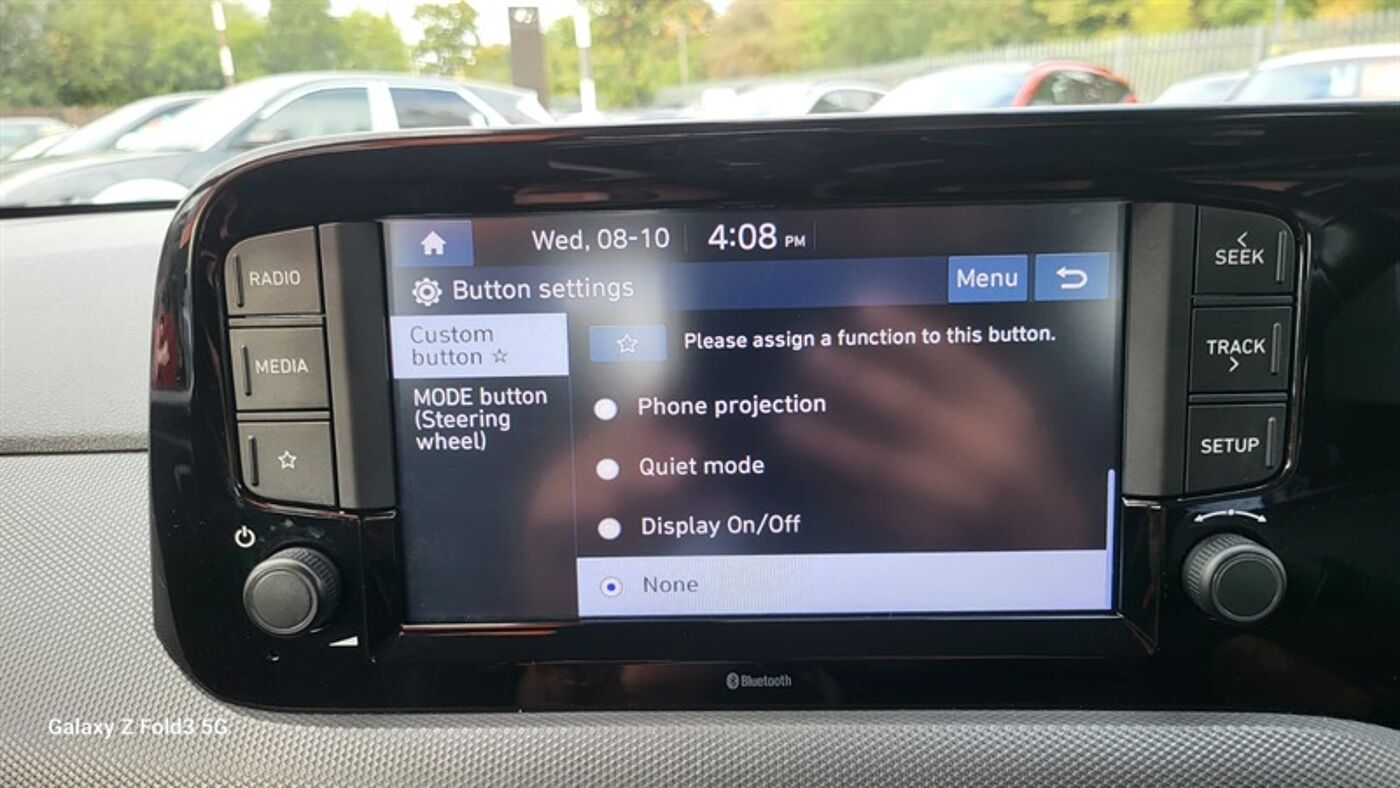 Wed, 08-10 4:08 PM
RADIO
< SEEK
Button settings
Menu
Custom button ☆
Please assign a function to this button.
MEDIA
TRACK >
MODE button
(Steering
wheel)
Phone projection
Quiet mode
SETUP
☆
Display On/Off
None
Bluetooth
Galaxy Z Fold3 5G